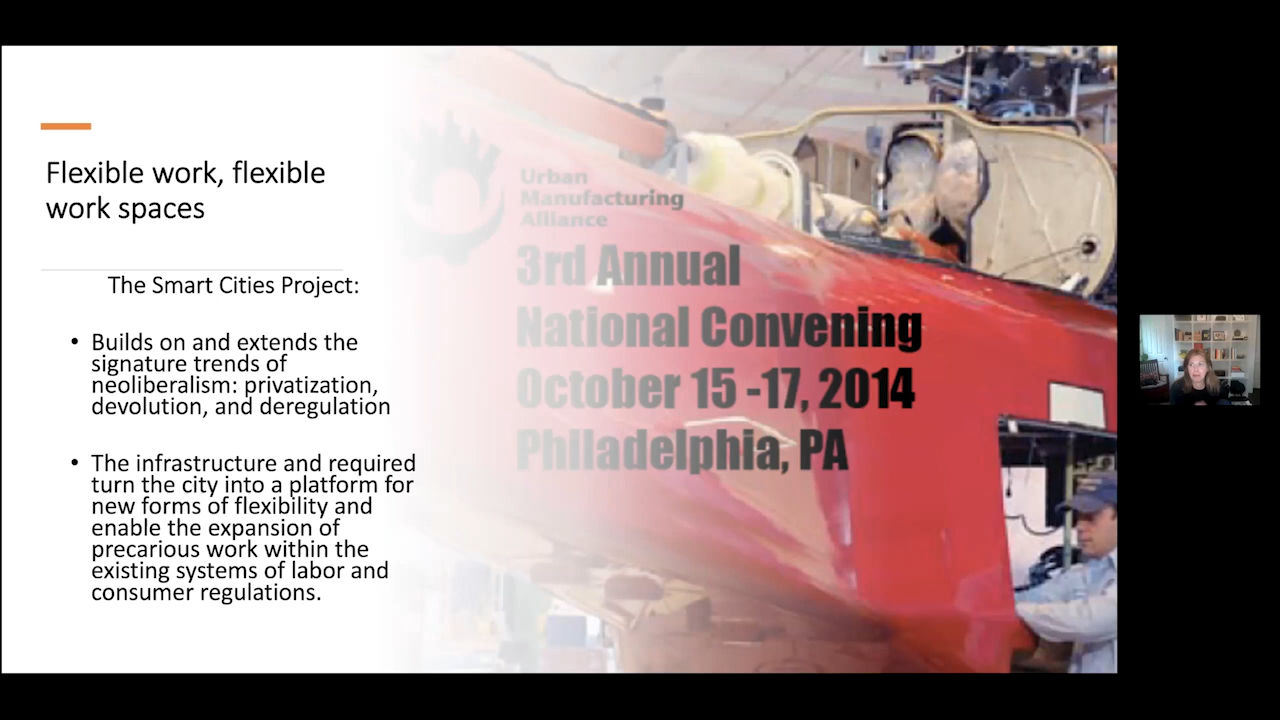 Flexible work, flexible
work spaces
The Smart Cities Project:
• Builds on and extends the
signature trends of
neoliberalism: privatization,
devolution, and deregulation
• The infrastructure and required
turn the city into a platform for
new forms of flexibility and
enable the expansion of
precarious work within the
existing systems of labor and
consumer regulations.
Urban
Manufacturing
Alliance
3rd Annual
National Convening
October 15 -17, 2014
Philadelphia, PA